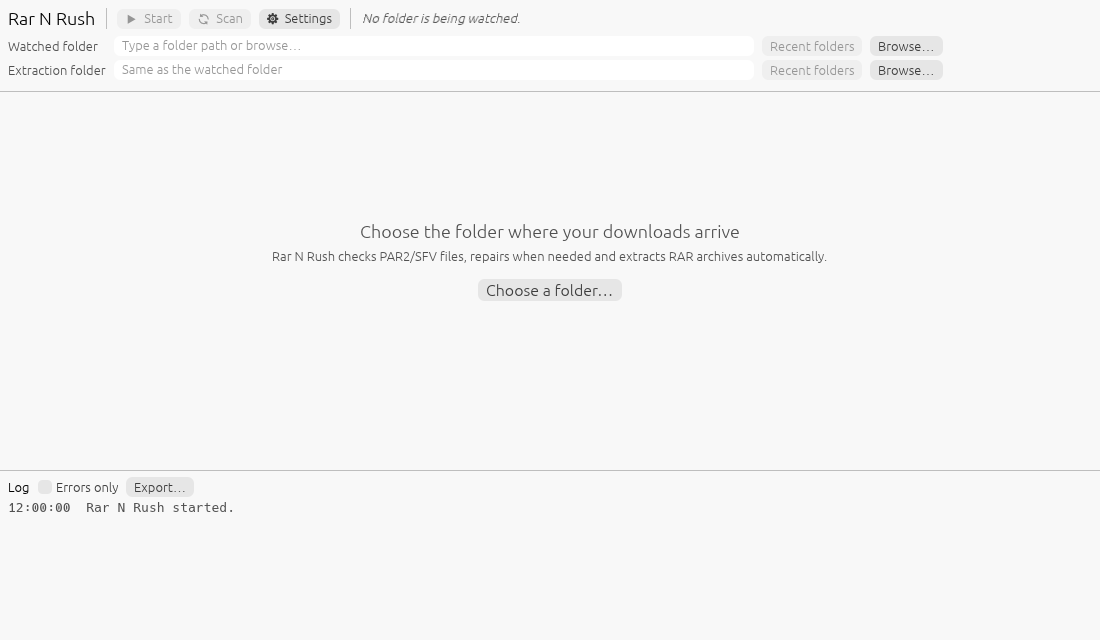 Rar N Rush Start Scan Settings No folder is being watched.
Watched folder Type a folder path or browse… Recent folders Browse…
Extraction folder Same as the watched folder Recent folders Browse…
Choose the folder where your downloads arrive
Rar N Rush checks PAR2/SFV files, repairs when needed and extracts RAR archives automatically.
Choose a folder…
Log Errors only Export…
12:00:00 Rar N Rush started.